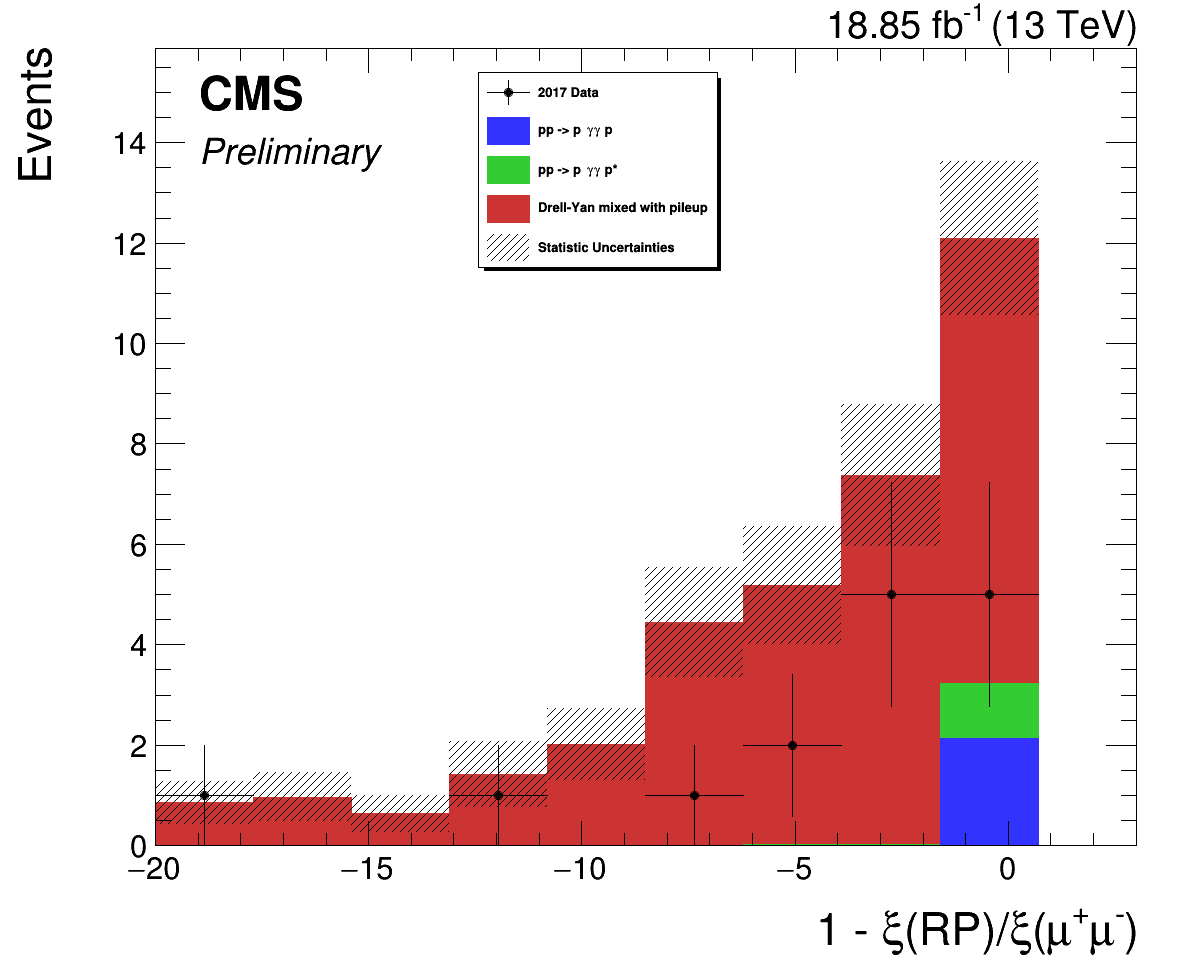 18.85 fb⁻¹ (13 TeV)
Events
CMS
Preliminary
2017 Data
pp -> p γγ p
pp -> p γγ p*
Drell-Yan mixed with pileup
Statistic Uncertainties
14
12
10
8
6
4
2
0
−20 −15 −10 −5 0
1 - ξ(RP)/ξ(μ⁺μ⁻)